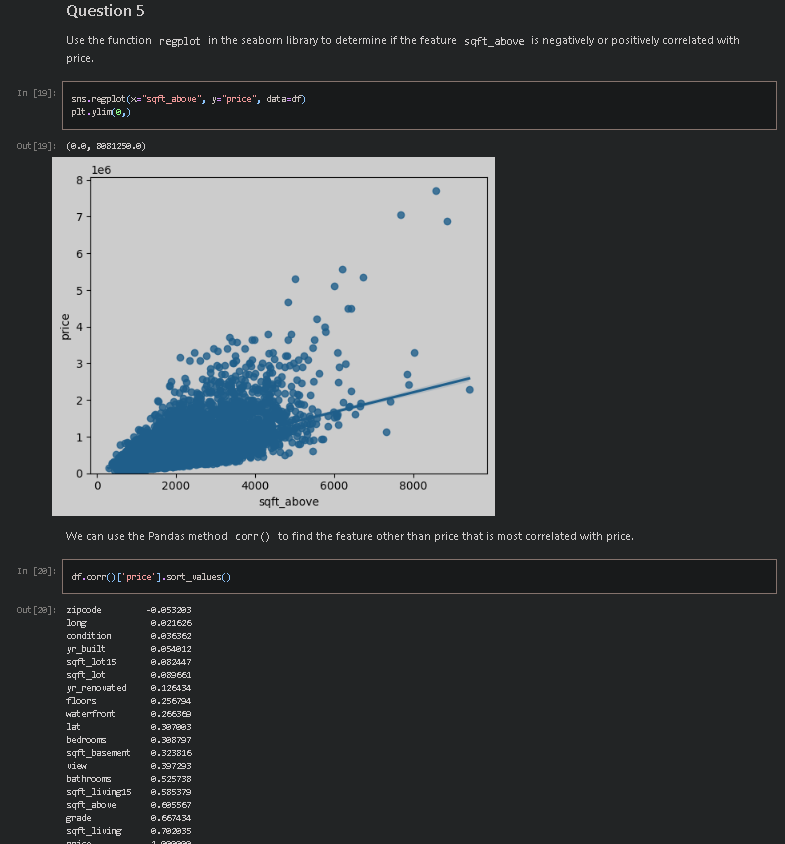 Question 5
Use the function regplot in the seaborn library to determine if the feature sqft_above is negatively or positively correlated with
price.
In [19]:
sns.regplot(x="sqft_above", y="price", data=df)
plt.ylim(0,)
Out[19]: (0.0, 8081250.0)
1e6
8
7
6
5
4
3
2
1
0
price
0 2000 4000 6000 8000
sqft_above
We can use the Pandas method corr() to find the feature other than price that is most correlated with price.
In [20]:
df.corr()['price'].sort_values()
Out[20]:
zipcode -0.053203
long 0.021626
condition 0.036362
yr_built 0.054012
sqft_lot15 0.082447
sqft_lot 0.089661
yr_renovated 0.126434
floors 0.256794
waterfront 0.266369
lat 0.307003
bedrooms 0.308797
sqft_basement 0.323816
view 0.397293
bathrooms 0.525738
sqft_living15 0.585379
sqft_above 0.605567
grade 0.667434
sqft_living 0.702035